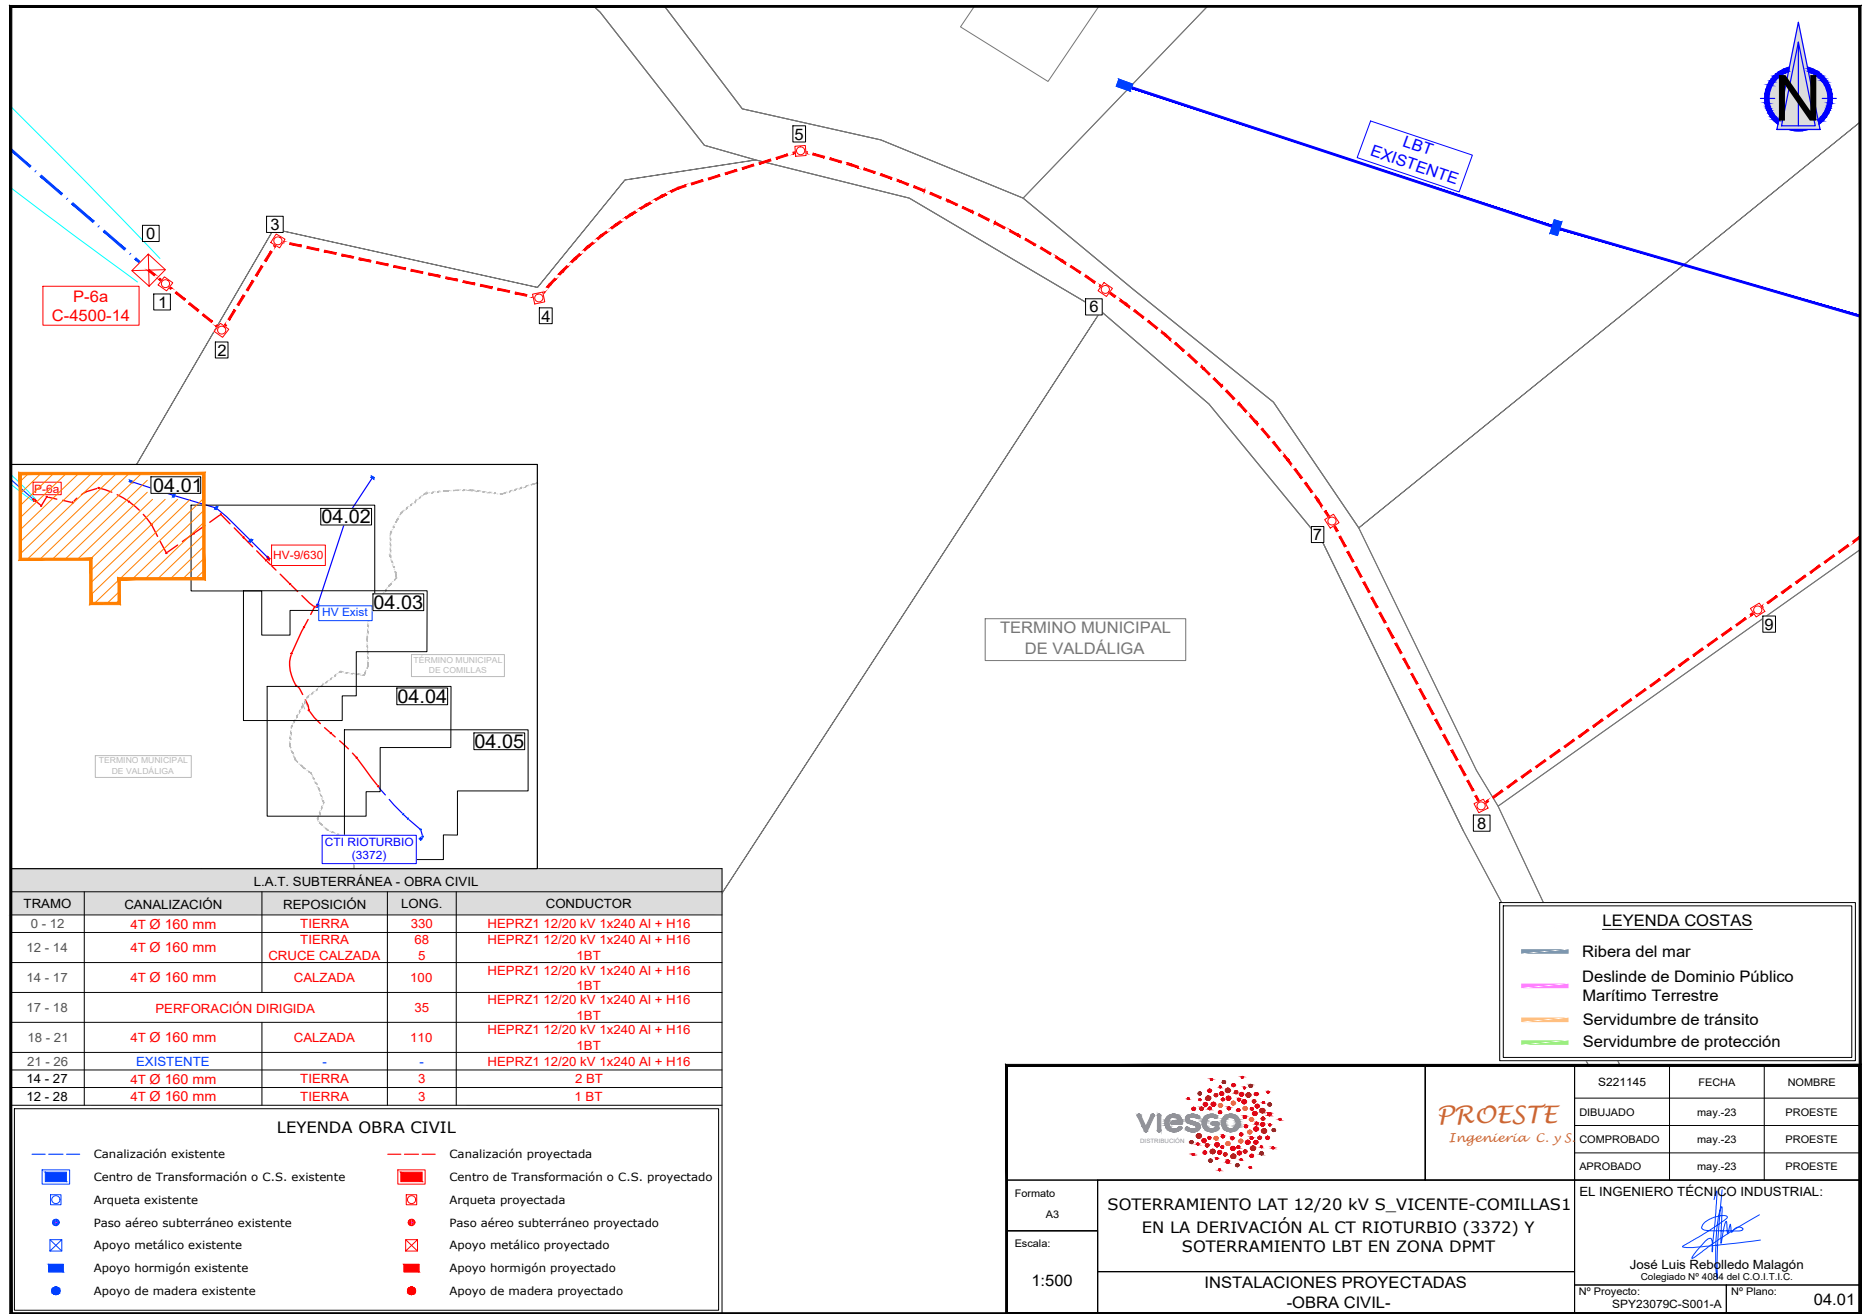 N
LBT
EXISTENTE
0
1
2
3
4
5
6
7
8
9
P-6a
C-4500-14
TERMINO MUNICIPAL
DE VALDÁLIGA
P-6a
04.01
04.02
HV-9/630
HV Exist
04.03
TÉRMINO MUNICIPAL
DE COMILLAS
04.04
04.05
TERMINO MUNICIPAL
DE VALDÁLIGA
CTI RIOTURBIO
(3372)
L.A.T. SUBTERRÁNEA - OBRA CIVIL
TRAMO CANALIZACIÓN REPOSICIÓN LONG. CONDUCTOR
0 - 12 4T Ø 160 mm TIERRA 330 HEPRZ1 12/20 kV 1x240 Al + H16
12 - 14 4T Ø 160 mm TIERRA 68 HEPRZ1 12/20 kV 1x240 Al + H16
CRUCE CALZADA 5 1BT
14 - 17 4T Ø 160 mm CALZADA 100 HEPRZ1 12/20 kV 1x240 Al + H16
1BT
17 - 18 PERFORACIÓN DIRIGIDA 35 HEPRZ1 12/20 kV 1x240 Al + H16
1BT
18 - 21 4T Ø 160 mm CALZADA 110 HEPRZ1 12/20 kV 1x240 Al + H16
1BT
21 - 26 EXISTENTE - - HEPRZ1 12/20 kV 1x240 Al + H16
14 - 27 4T Ø 160 mm TIERRA 3 2 BT
12 - 28 4T Ø 160 mm TIERRA 3 1 BT
LEYENDA OBRA CIVIL
Canalización existente
Centro de Transformación o C.S. existente
Arqueta existente
Paso aéreo subterráneo existente
Apoyo metálico existente
Apoyo hormigón existente
Apoyo de madera existente
Canalización proyectada
Centro de Transformación o C.S. proyectado
Arqueta proyectada
Paso aéreo subterráneo proyectado
Apoyo metálico proyectado
Apoyo hormigón proyectado
Apoyo de madera proyectado
LEYENDA COSTAS
Ribera del mar
Deslinde de Dominio Público
Marítimo Terrestre
Servidumbre de tránsito
Servidumbre de protección
viesgo
DISTRIBUCIÓN
PROESTE
Ingeniería C. y S.
S221145 FECHA NOMBRE
DIBUJADO may.-23 PROESTE
COMPROBADO may.-23 PROESTE
APROBADO may.-23 PROESTE
Formato
A3
Escala:
1:500
SOTERRAMIENTO LAT 12/20 kV S_VICENTE-COMILLAS1
EN LA DERIVACIÓN AL CT RIOTURBIO (3372) Y
SOTERRAMIENTO LBT EN ZONA DPMT
INSTALACIONES PROYECTADAS
-OBRA CIVIL-
EL INGENIERO TÉCNICO INDUSTRIAL:
José Luis Rebolledo Malagón
Colegiado Nº 4084 del C.O.I.T.I.C.
Nº Proyecto:
SPY23079C-S001-A
Nº Plano:
04.01